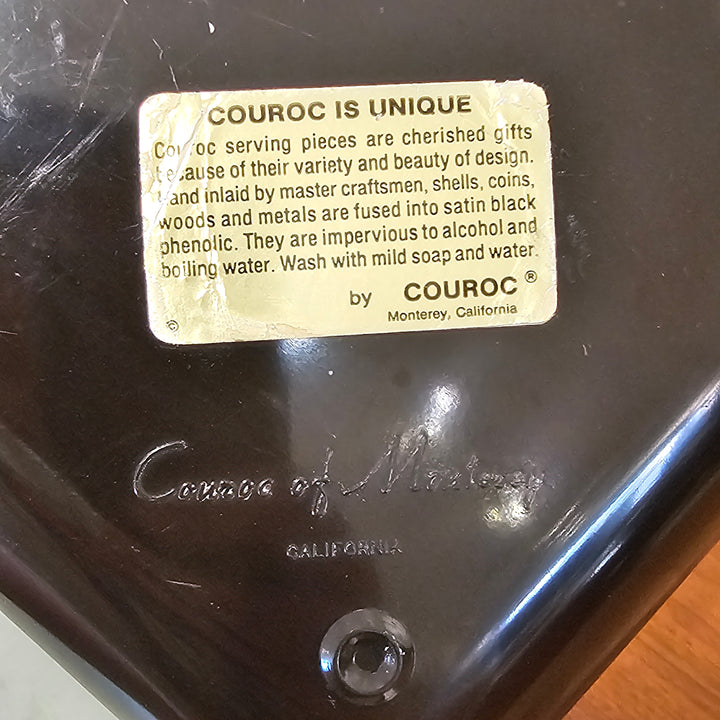 COUROC IS UNIQUE
Couroc serving pieces are cherished gifts
because of their variety and beauty of design.
Hand inlaid by master craftsmen, shells, coins,
woods and metals are fused into satin black
phenolic. They are impervious to alcohol and
boiling water. Wash with mild soap and water.
by COUROC ®
Monterey, California
©
Couroc of Monterey
CALIFORNIA